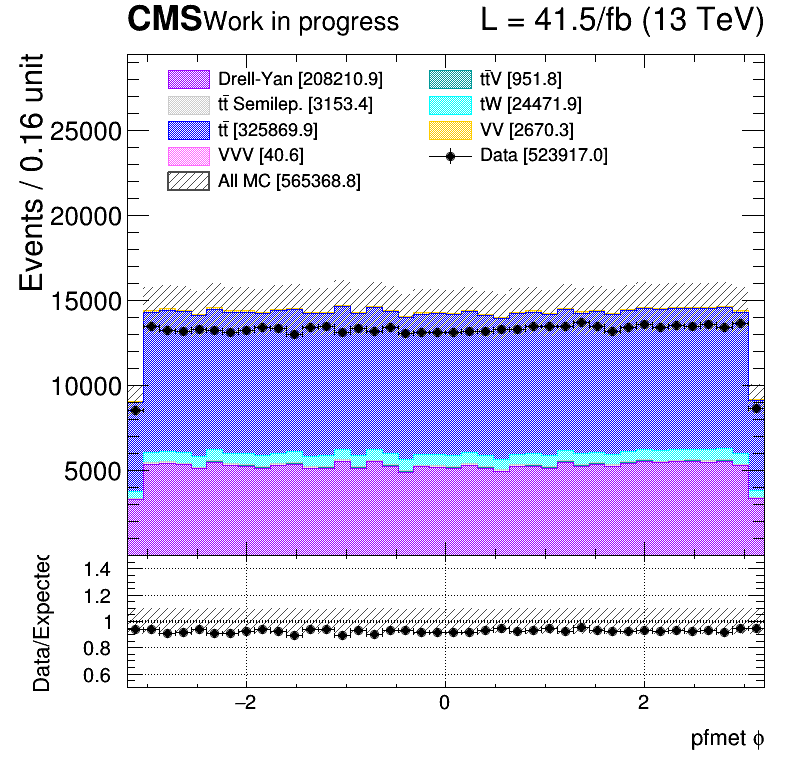 CMS Work in progress L = 41.5/fb (13 TeV)
Events / 0.16 unit
Drell-Yan [208210.9]
tt̄ Semilep. [3153.4]
tt̄ [325869.9]
VVV [40.6]
All MC [565368.8]
tt̄V [951.8]
tW [24471.9]
VV [2670.3]
Data [523917.0]
25000
20000
15000
10000
5000
Data/Expected
1.4
1.2
1
0.8
0.6
−2 0 2
pfmet ϕ